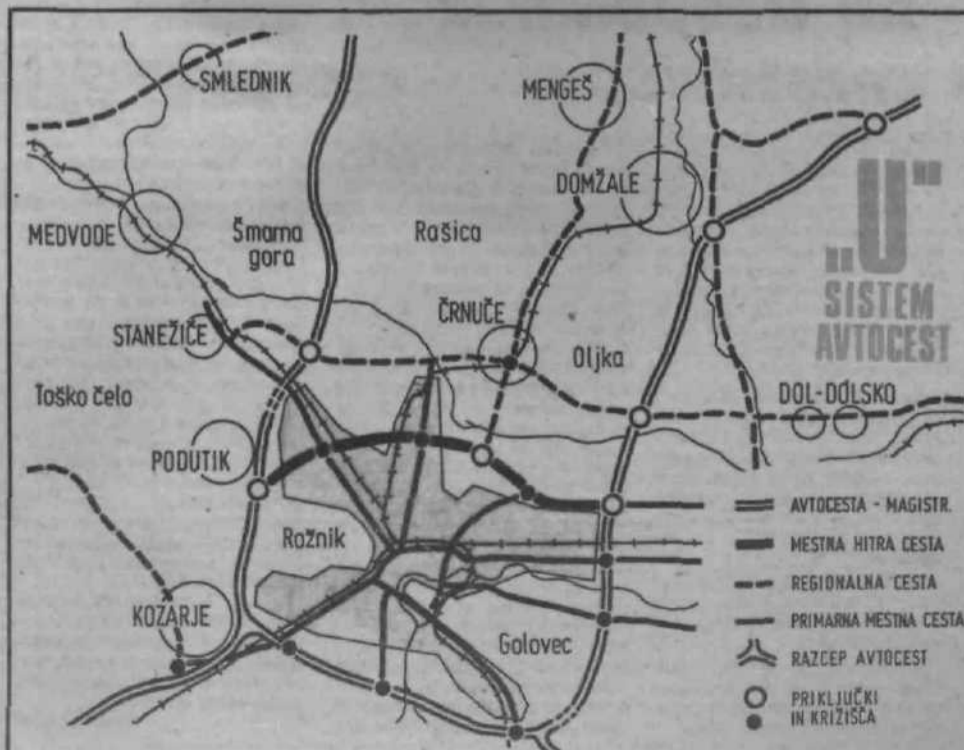 SMLEDNIK
MENGEŠ
DOMŽALE
MEDVODE
Šmarna
gora
Rašica
„U“
SISTEM
AVTOCEST
STANEŽIČE
ČRNUČE
Oljka
Toško čelo
DOL-DOLSKO
PODUTIK
Rožnik
KOZARJE
Golovec
AVTOCESTA - MAGISTR.
MESTNA HITRA CESTA
REGIONALNA CESTA
PRIMARNA MESTNA CESTA
RAZCEP AVTOCEST
PRIKLJUČKI
IN KRIŽIŠČA